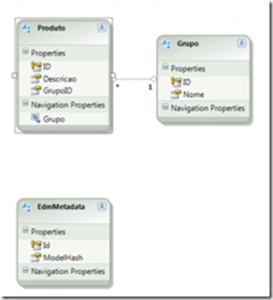 Produto
Properties
ID
Descricao
GrupoID
Navigation Properties
Grupo
*
1
Grupo
Properties
ID
Nome
Navigation Properties
EdmMetadata
Properties
Id
ModelHash
Navigation Properties